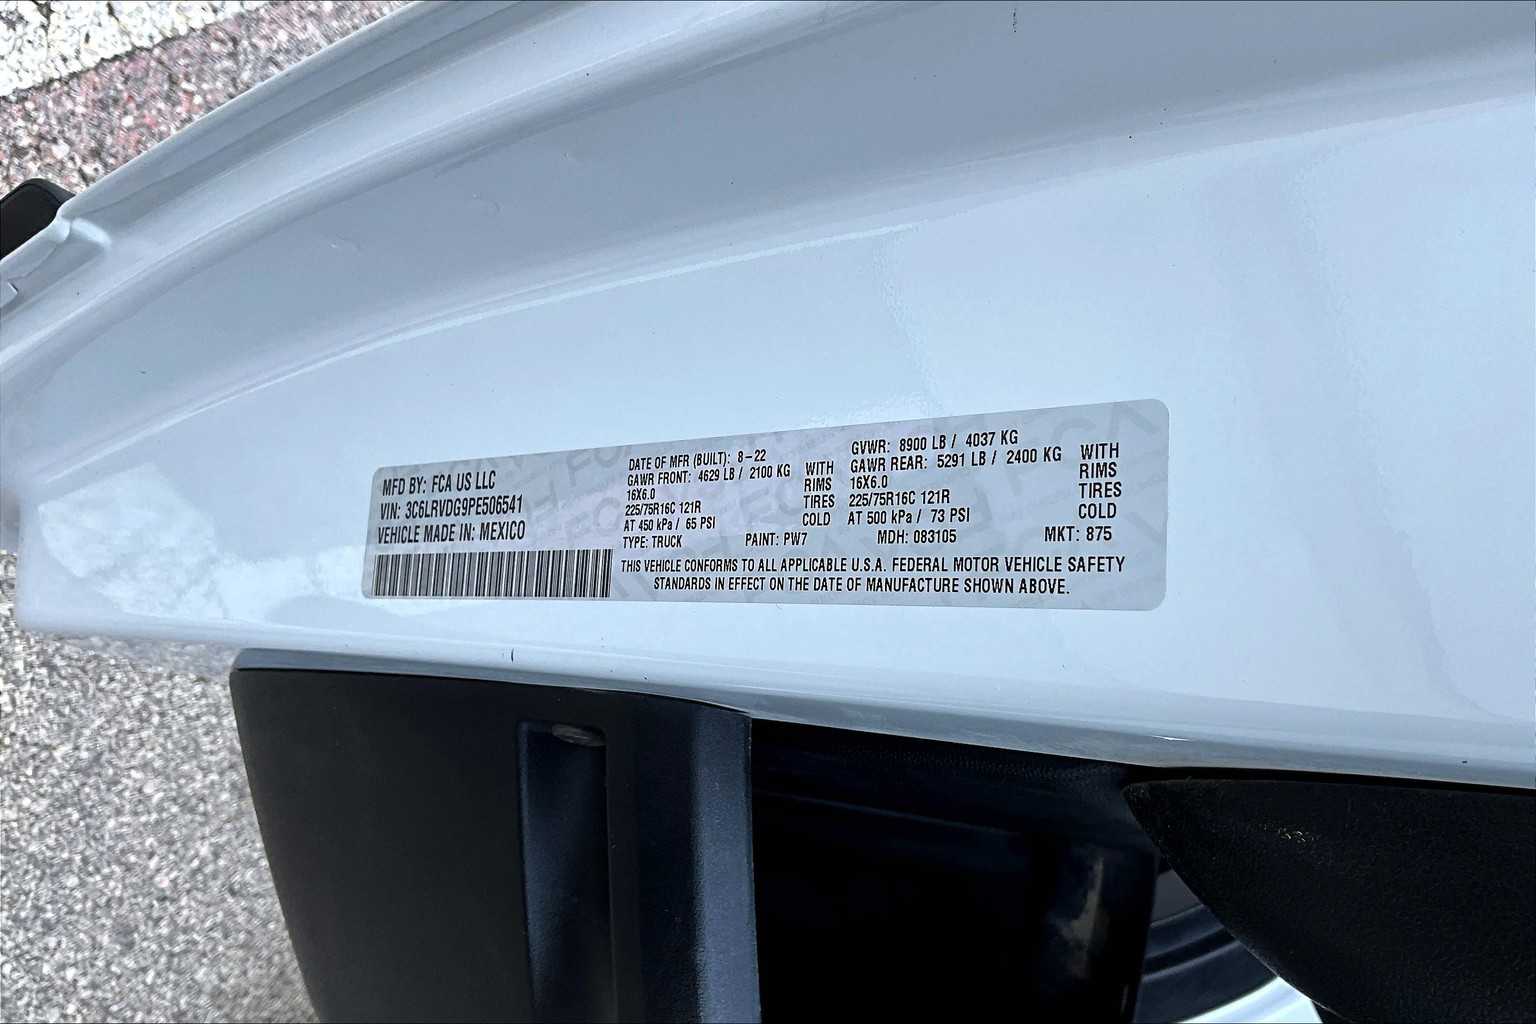 MFD BY: FCA US LLC
VIN: 3C6LRVDG9PE506541
VEHICLE MADE IN: MEXICO
DATE OF MFR (BUILT): 8-22
GAWR FRONT: 4629 LB / 2100 KG WITH
16X6.0 RIMS
225/75R16C 121R TIRES
AT 450 kPa / 65 PSI COLD
GVWR: 8900 LB / 4037 KG
GAWR REAR: 5291 LB / 2400 KG WITH
16X6.0 RIMS
225/75R16C 121R TIRES
AT 500 kPa / 73 PSI COLD
TYPE: TRUCK PAINT: PW7 MDH: 083105 MKT: 875
THIS VEHICLE CONFORMS TO ALL APPLICABLE U.S.A. FEDERAL MOTOR VEHICLE SAFETY
STANDARDS IN EFFECT ON THE DATE OF MANUFACTURE SHOWN ABOVE.